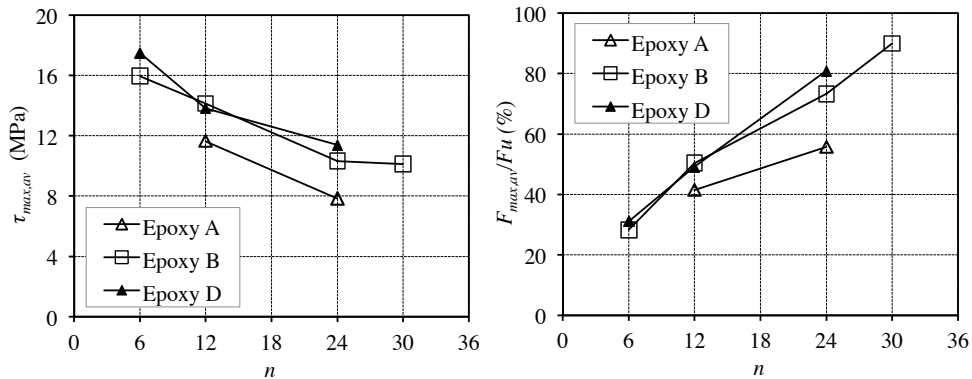 20
16
12
8
4
0
τmax,av (MPa)
Epoxy A
Epoxy B
Epoxy D
0 6 12 18 24 30 36
n
100
80
60
40
20
0
Fmax,av/Fu (%)
Epoxy A
Epoxy B
Epoxy D
0 6 12 18 24 30 36
n